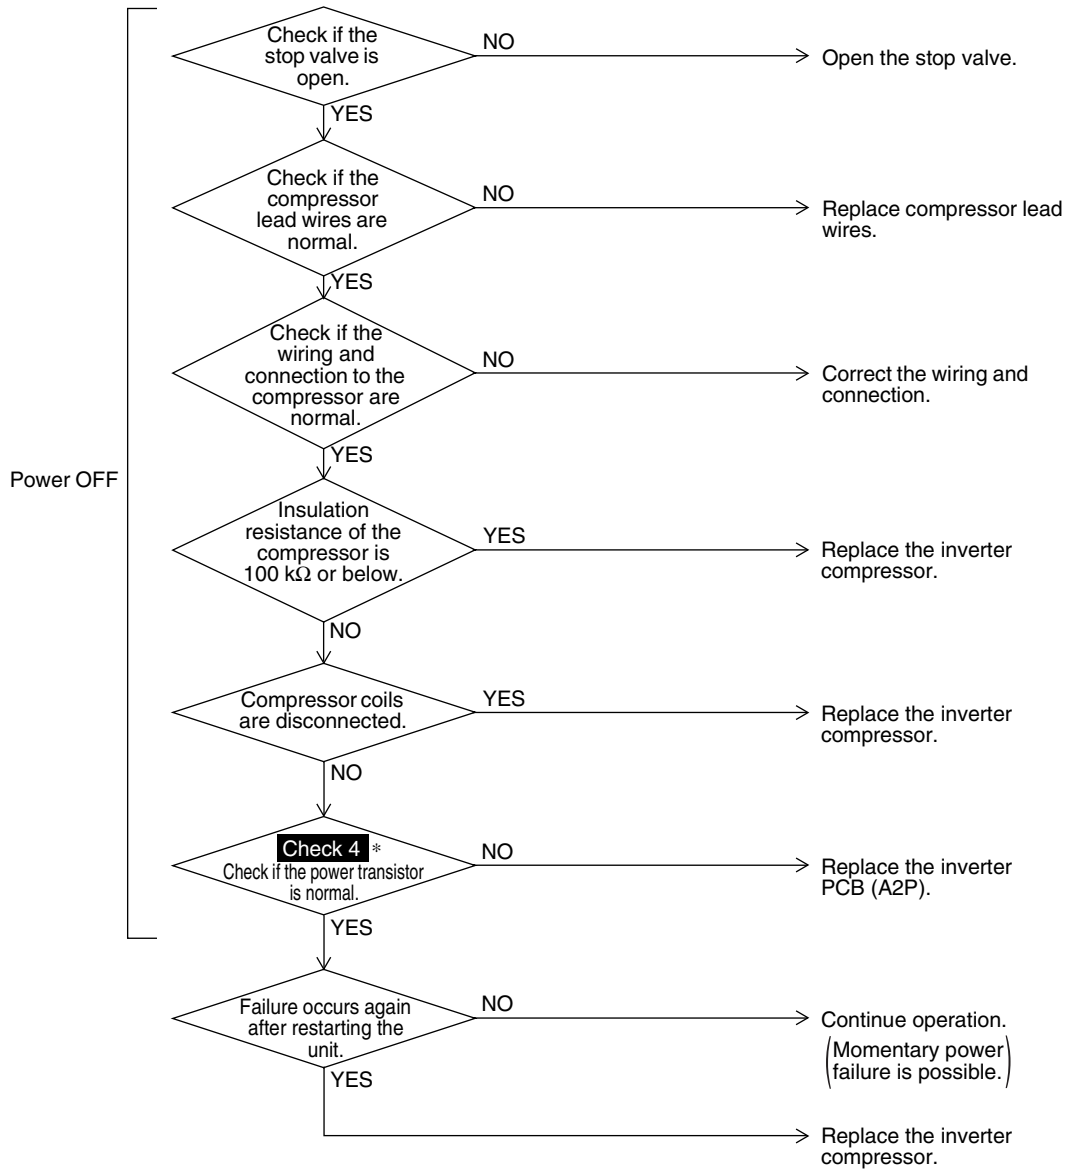 Check if the
stop valve is
open.
NO
Open the stop valve.
YES
Check if the
compressor
lead wires are
normal.
NO
Replace compressor lead
wires.
YES
Check if the
wiring and
connection to the
compressor are
normal.
NO
Correct the wiring and
connection.
YES
Power OFF
Insulation
resistance of the
compressor is
100 kΩ or below.
YES
Replace the inverter
compressor.
NO
Compressor coils
are disconnected.
YES
Replace the inverter
compressor.
NO
Check 4 *
Check if the power transistor
is normal.
NO
Replace the inverter
PCB (A2P).
YES
Failure occurs again
after restarting the
unit.
NO
Continue operation.
(Momentary power
failure is possible.)
YES
Replace the inverter
compressor.